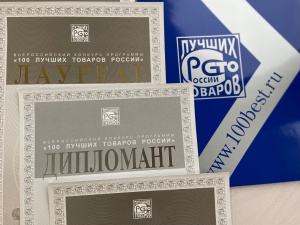 ВСЕРОССИЙСКИЙ КОНКУРС ПРОГРАММЫ
"100 ЛУЧШИХ ТОВАРОВ РОССИИ"
ЛАУРЕАТ
ВСЕРОССИЙСКИЙ КОНКУРС ПРОГРАММЫ
"100 ЛУЧШИХ ТОВАРОВ РОССИИ"
ДИПЛОМАНТ
ЛУЧШИХ
РОССИИ
ТОВАРОВ
www.100best.ru